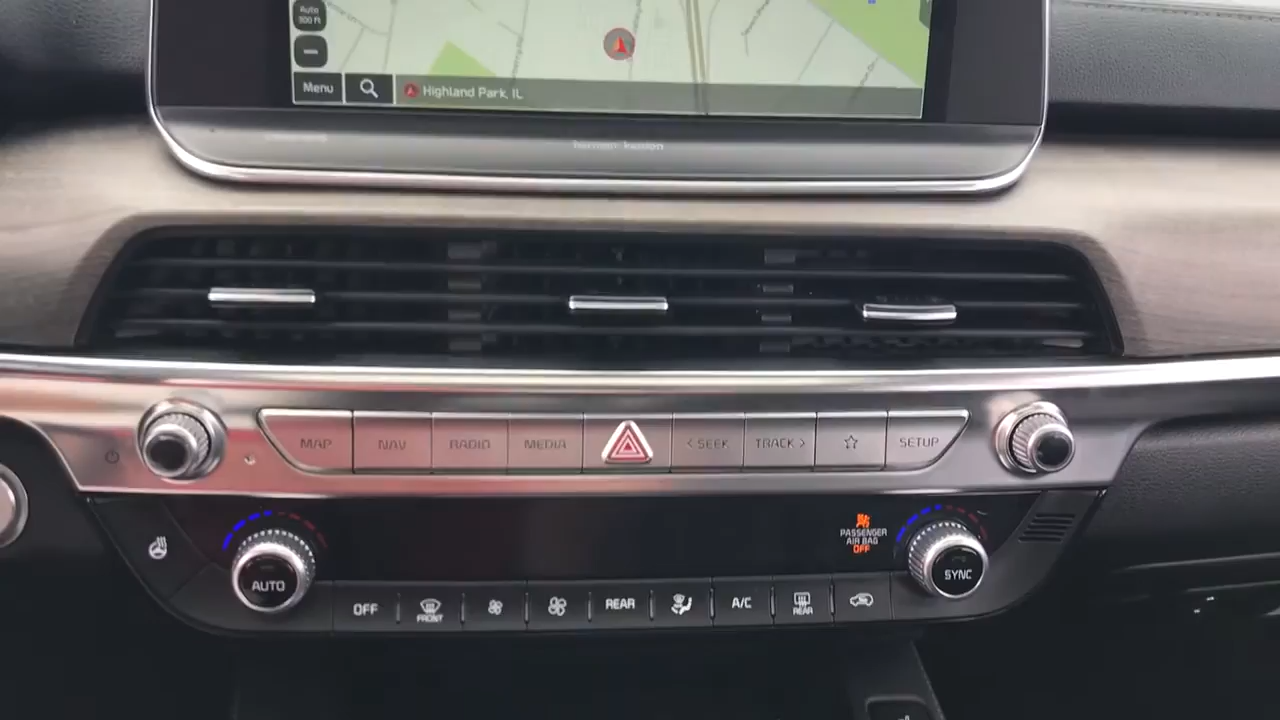 Auto
800 ft
Menu
Highland Park, IL
harman/kardon
MAP
NAV
RADIO
MEDIA
< SEEK
TRACK >
SETUP
PASSENGER
AIR BAG
OFF
AUTO
SYNC
OFF
FRONT
REAR
A/C
REAR